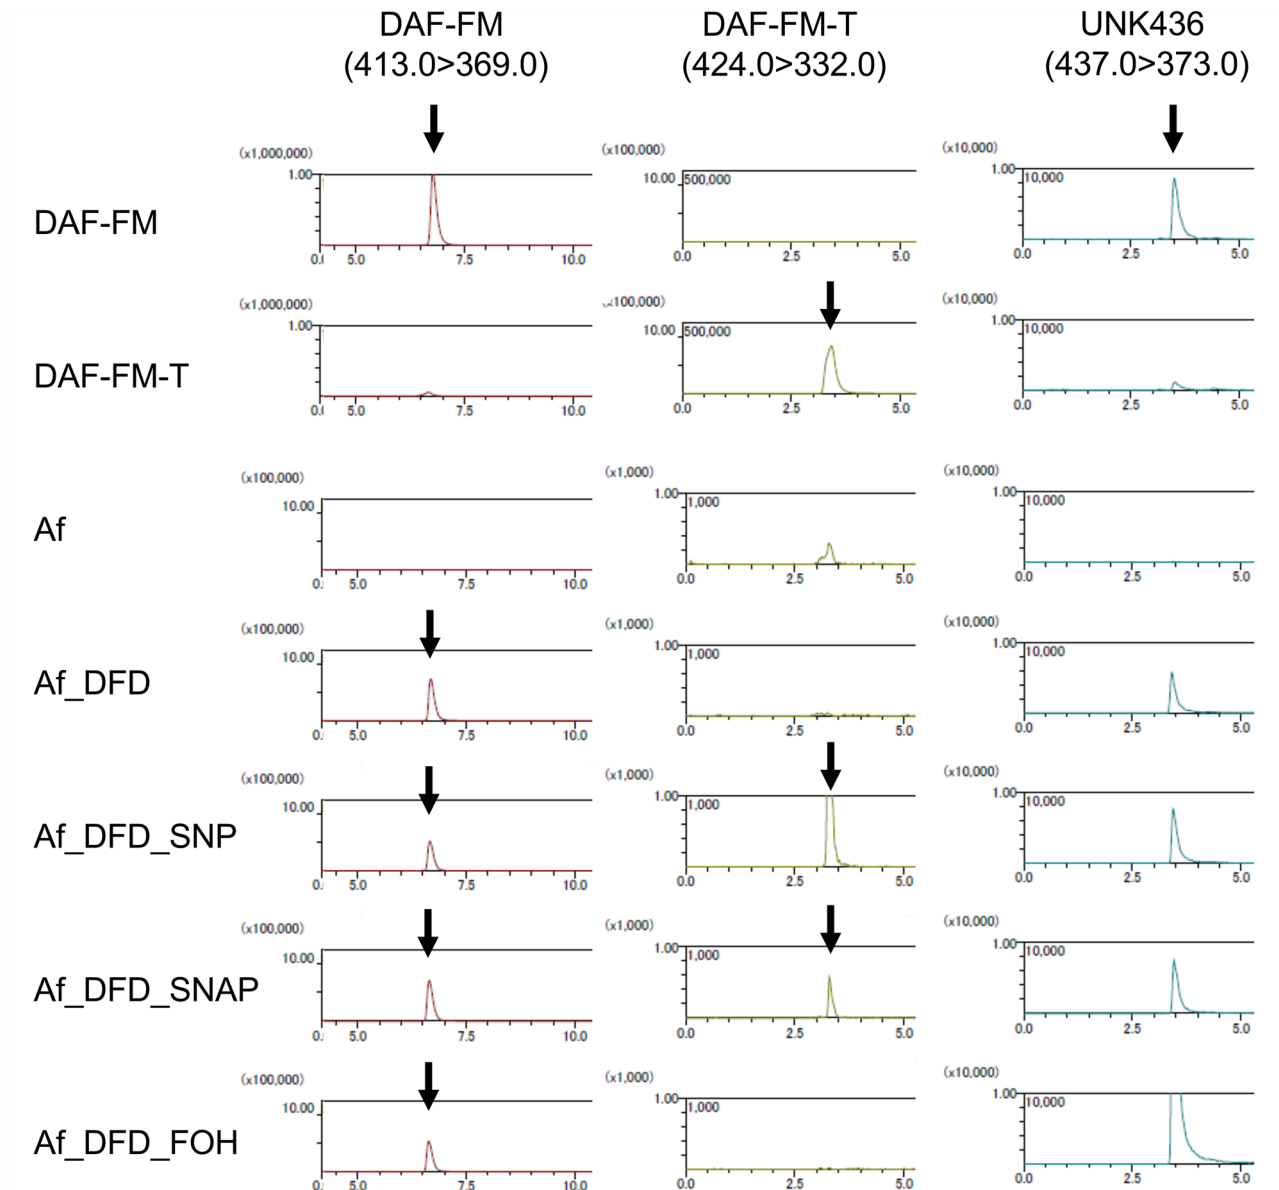 DAF-FM DAF-FM-T UNK436
(413.0>369.0) (424.0>332.0) (437.0>373.0)
(x1,000,000) (x100,000) (x10,000)
1.00 10.00 500,000 1.00 10,000
DAF-FM
5.0 7.5 10.0 0.0 2.5 5.0 0.0 2.5 5.0
(x1,000,000) x100,000) (x10,000)
1.00 10.00 500,000 1.00 10,000
DAF-FM-T
5.0 7.5 10.0 0.0 2.5 5.0 0.0 2.5 5.0
(x100,000) (x1,000) (x10,000)
10.00 1.00 1,000 1.00 10,000
Af
5.0 7.5 10.0 0.0 2.5 5.0 0.0 2.5 5.0
(x100,000) (x1,000) (x10,000)
10.00 1.00 1,000 1.00 10,000
Af_DFD
5.0 7.5 10.0 0.0 2.5 5.0 0.0 2.5 5.0
(x100,000) (x1,000) (x10,000)
10.00 1.00 1,000 1.00 10,000
Af_DFD_SNP
5.0 7.5 10.0 0.0 2.5 5.0 0.0 2.5 5.0
(x100,000) (x1,000) (x10,000)
10.00 1.00 1,000 1.00 10,000
Af_DFD_SNAP
5.0 7.5 10.0 0.0 2.5 5.0 0.0 2.5 5.0
(x100,000) (x1,000) (x10,000)
10.00 1.00 1,000 1.00 10,000
Af_DFD_FOH
5.0 7.5 10.0 0.0 2.5 5.0 0.0 2.5 5.0